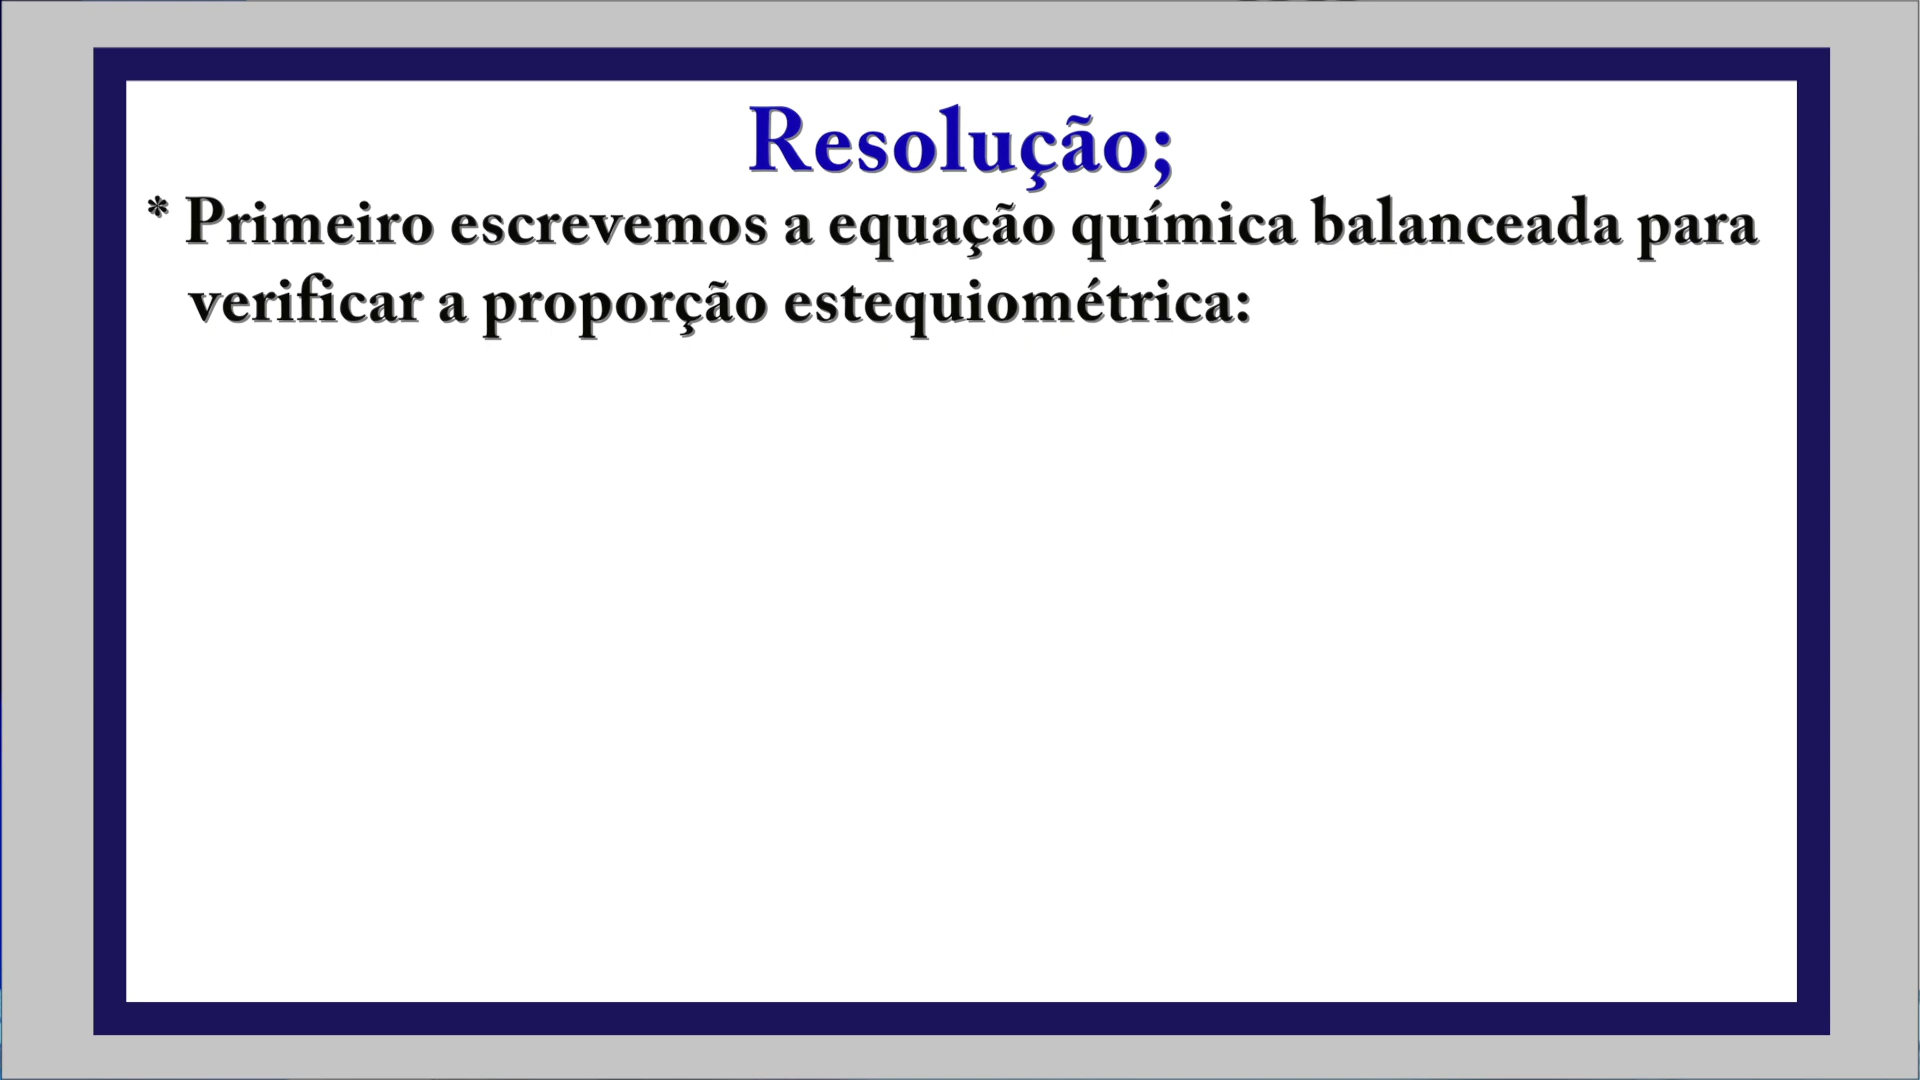 Resolução;
* Primeiro escrevemos a equação química balanceada para
verificar a proporção estequiométrica: